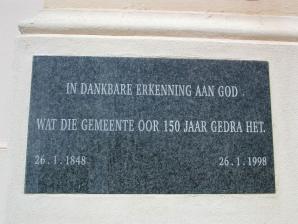 IN DANKBARE ERKENNING AAN GOD
WAT DIE GEMEENTE OOR 150 JAAR GEDRA HET.
26.1.1848 26.1.1998